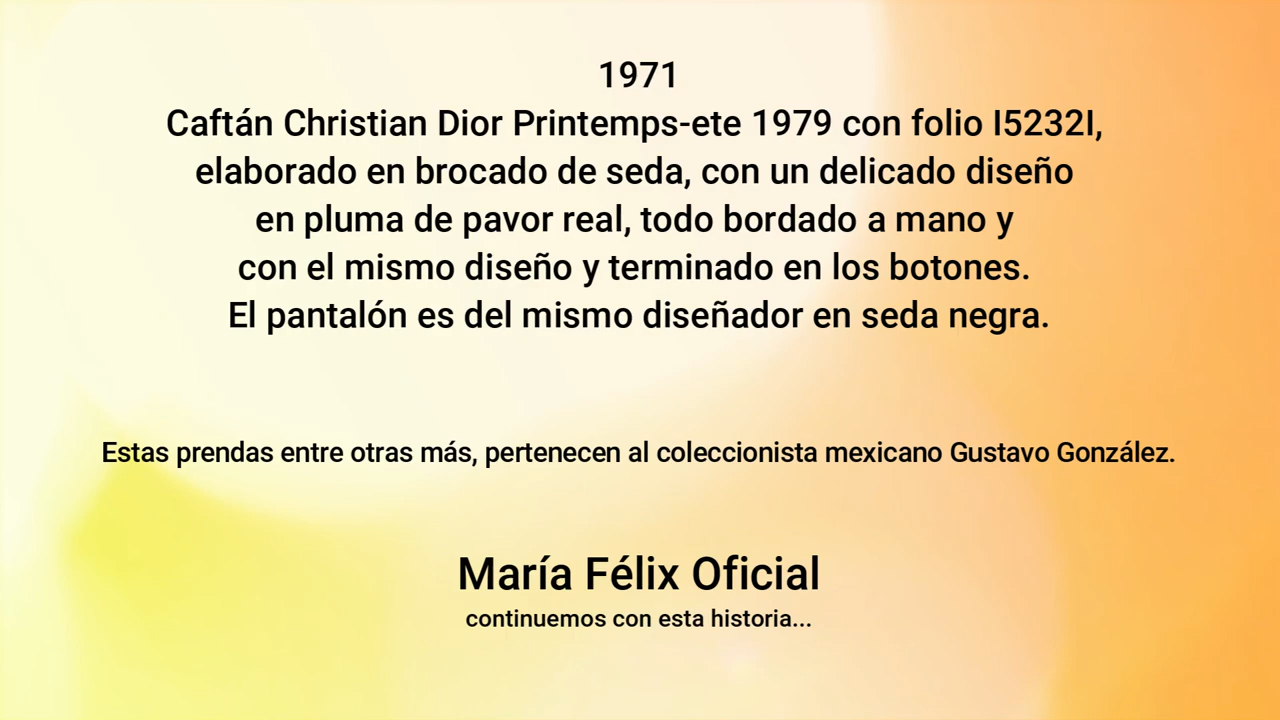 1971
Caftán Christian Dior Printemps-ete 1979 con folio I5232I,
elaborado en brocado de seda, con un delicado diseño
en pluma de pavor real, todo bordado a mano y
con el mismo diseño y terminado en los botones.
El pantalón es del mismo diseñador en seda negra.
Estas prendas entre otras más, pertenecen al coleccionista mexicano Gustavo González.
María Félix Oficial
continuemos con esta historia...